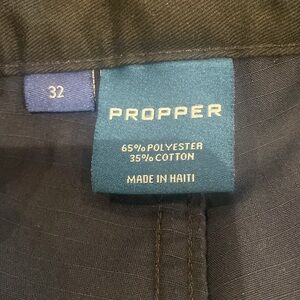 32
PROPPER
65% POLYESTER
35% COTTON
MADE IN HAITI